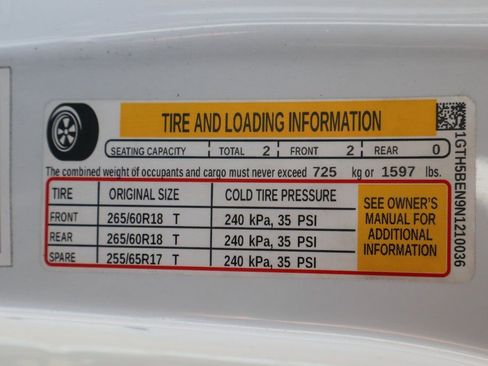 TIRE AND LOADING INFORMATION
SEATING CAPACITY TOTAL 2 FRONT 2 REAR 0
The combined weight of occupants and cargo must never exceed 725 kg or 1597 lbs.
TIRE ORIGINAL SIZE COLD TIRE PRESSURE
FRONT 265/60R18 T 240 kPa, 35 PSI
REAR 265/60R18 T 240 kPa, 35 PSI
SPARE 255/65R17 T 240 kPa, 35 PSI
SEE OWNER'S
MANUAL FOR
ADDITIONAL
INFORMATION
1GTH5BEN9N1210036